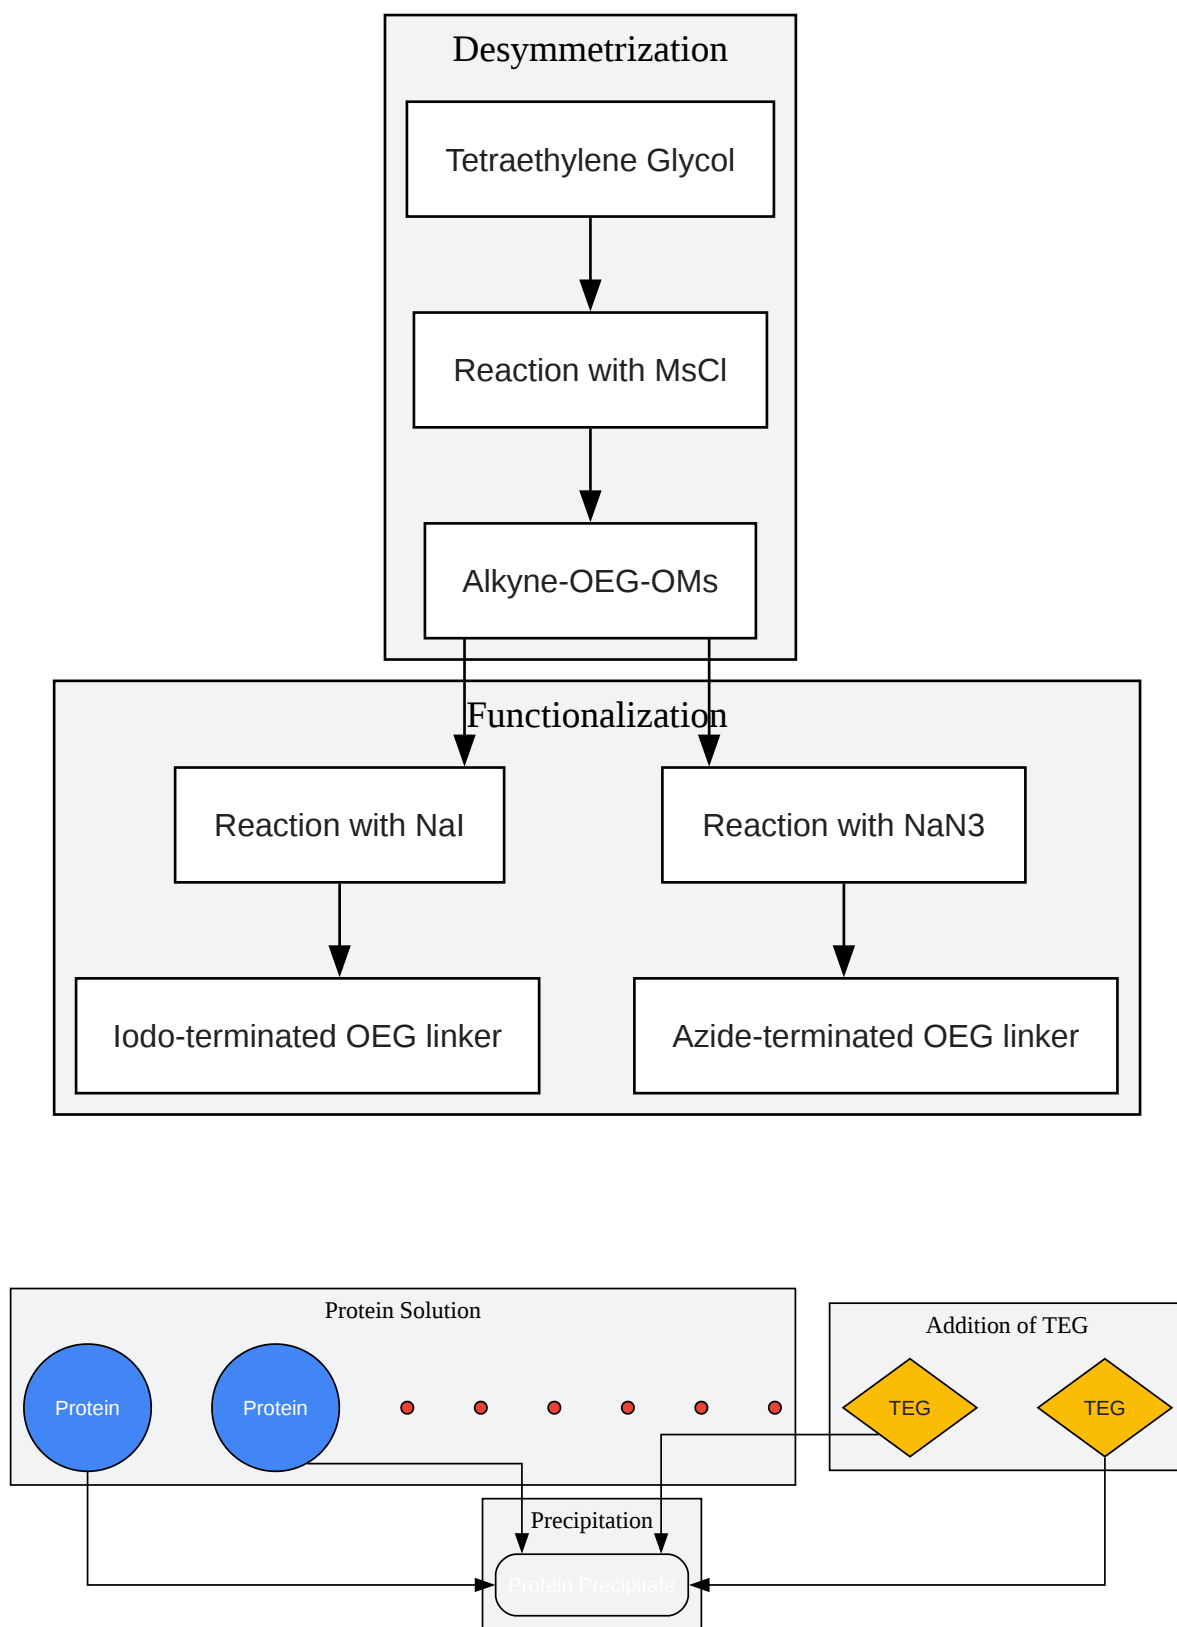 Desymmetrization
Tetraethylene Glycol
Reaction with MsCl
Alkyne-OEG-OMs
Functionalization
Reaction with NaI
Reaction with NaN3
Iodo-terminated OEG linker
Azide-terminated OEG linker
Protein Solution
Addition of TEG
Protein
Protein
TEG
TEG
Precipitation
Protein Precipitate